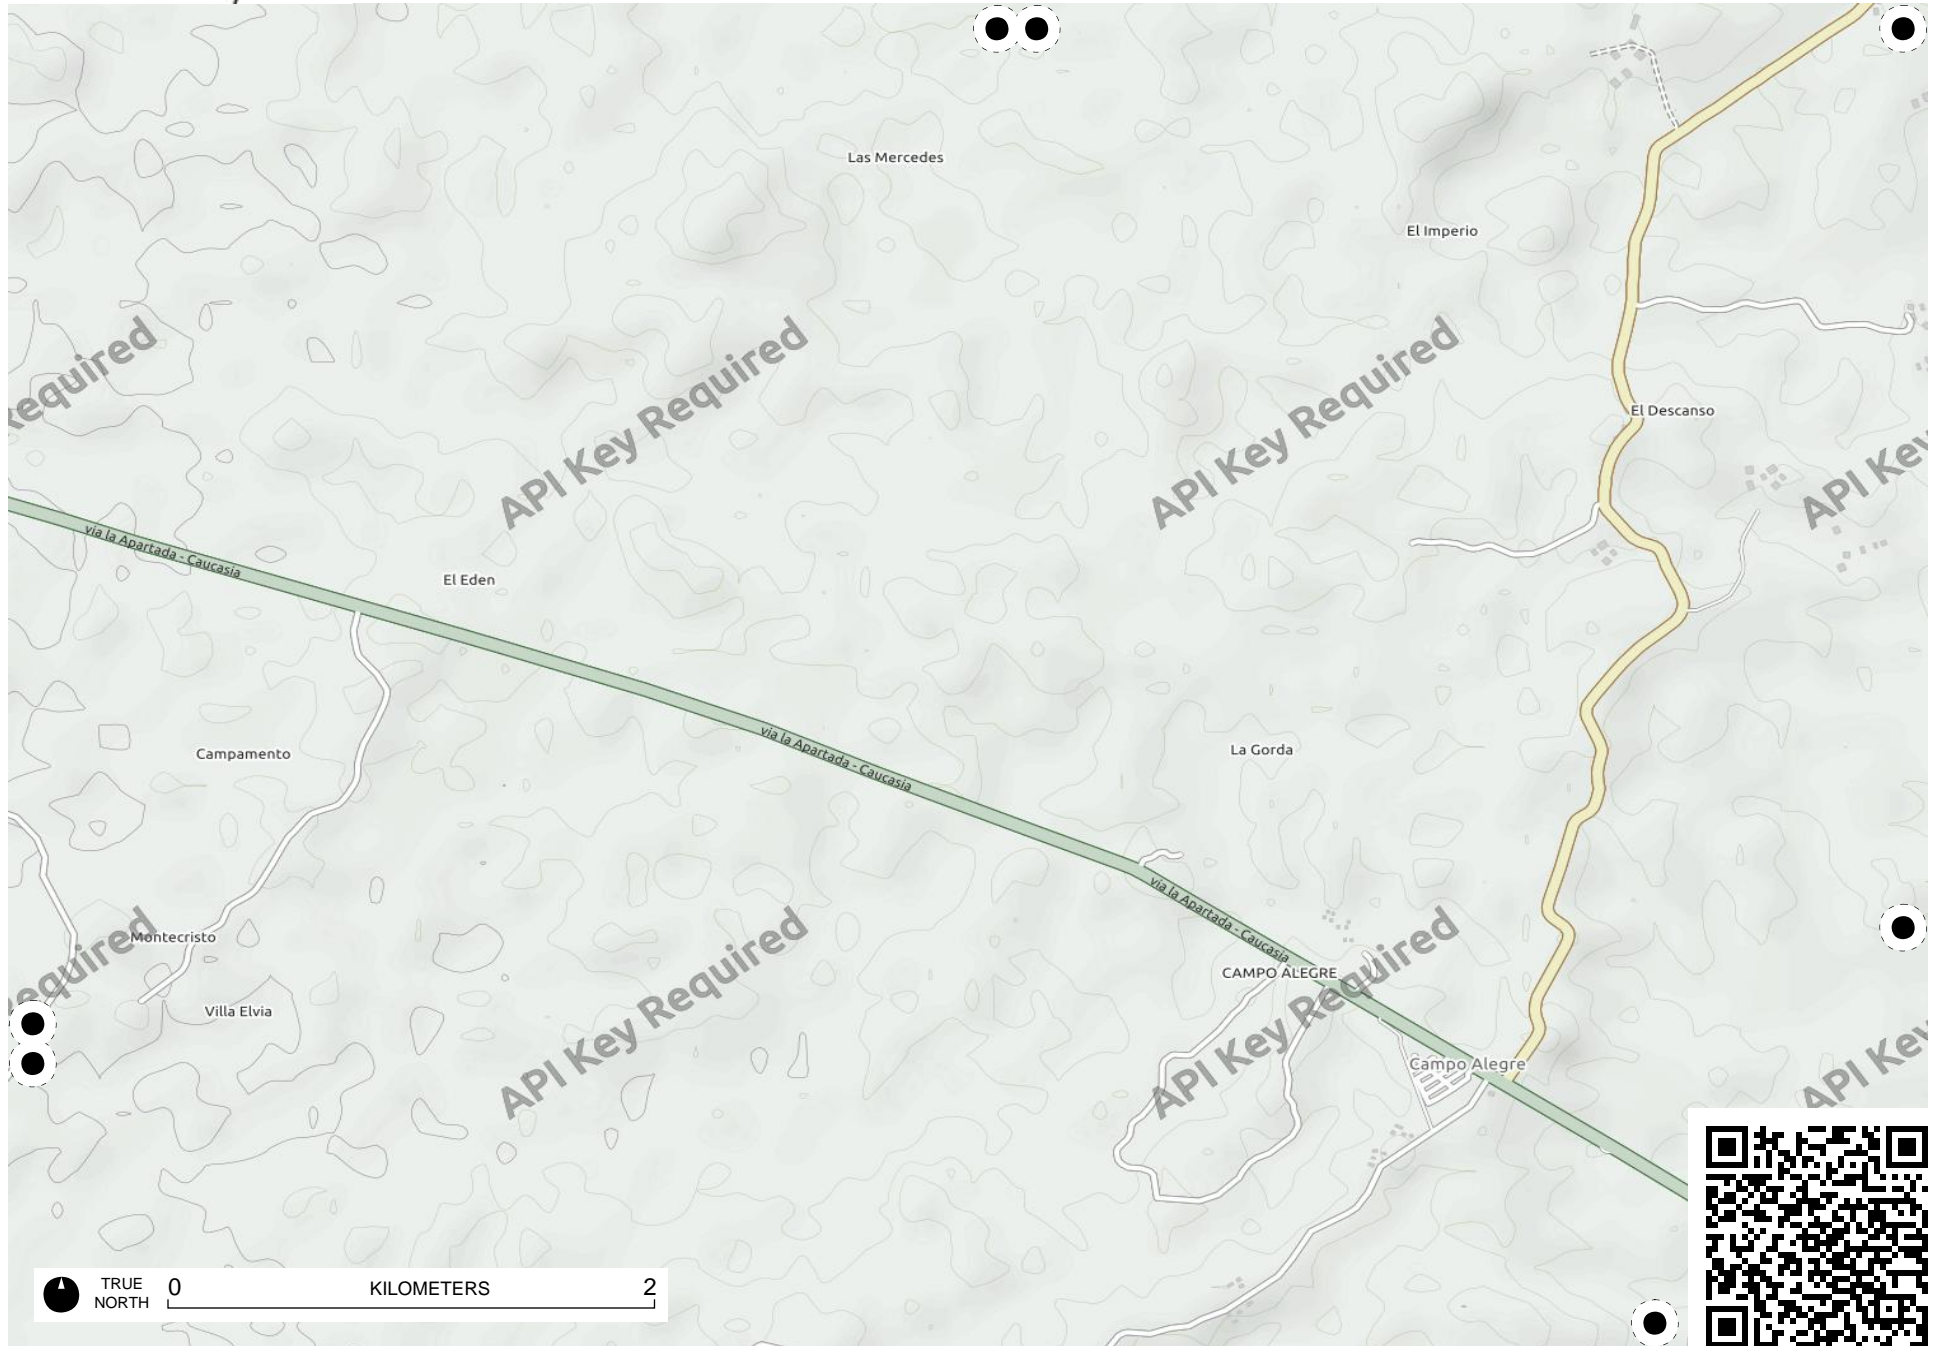 Las Mercedes
El Imperio
Required
API Key Required
API Key Required
El Descanso
API Key
via la Apartada - Caucasia
El Eden
via la Apartada - Caucasia
La Gorda
Campamento
via la Apartada - Caucasia
Montecristo
Required
API Key Required
API Key Required
CAMPO ALEGRE
Villa Elvia
Campo Alegre
API Key
TRUE NORTH
0 KILOMETERS 2